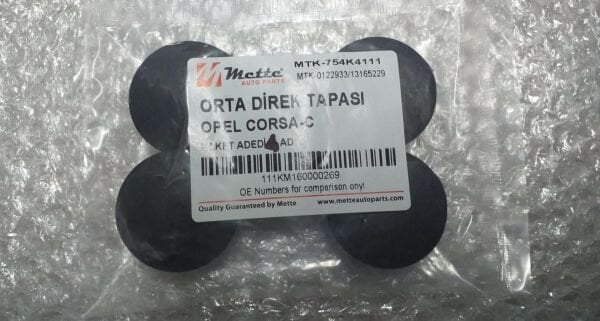 MTK-754K4111
Mette®
AUTO PARTS
MTK-0122933/13165229
ORTA DİREK TAPASI
OPEL CORSA-C
AD
111KM160000269
OE Numbers for comparison only!
Quality Guaranteed by Mette
www.metteautoparts.com